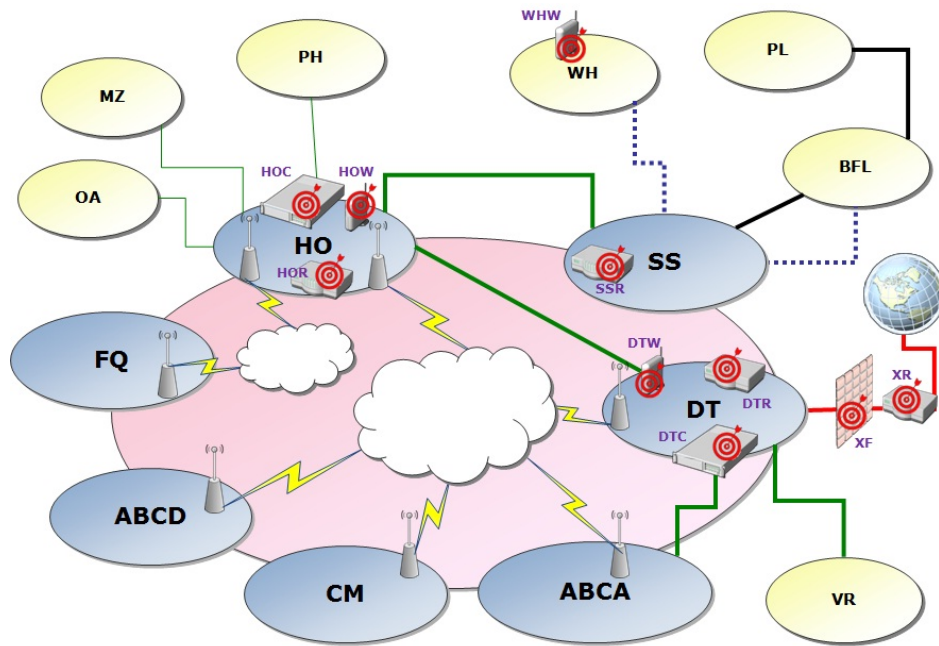 WHW
PL
PH
WH
MZ
HOC
HOW
BFL
OA
HO
SS
HOR
SSR
DTW
FQ
XR
DTR
DT
DTC
XF
ABCD
CM
ABCA
VR